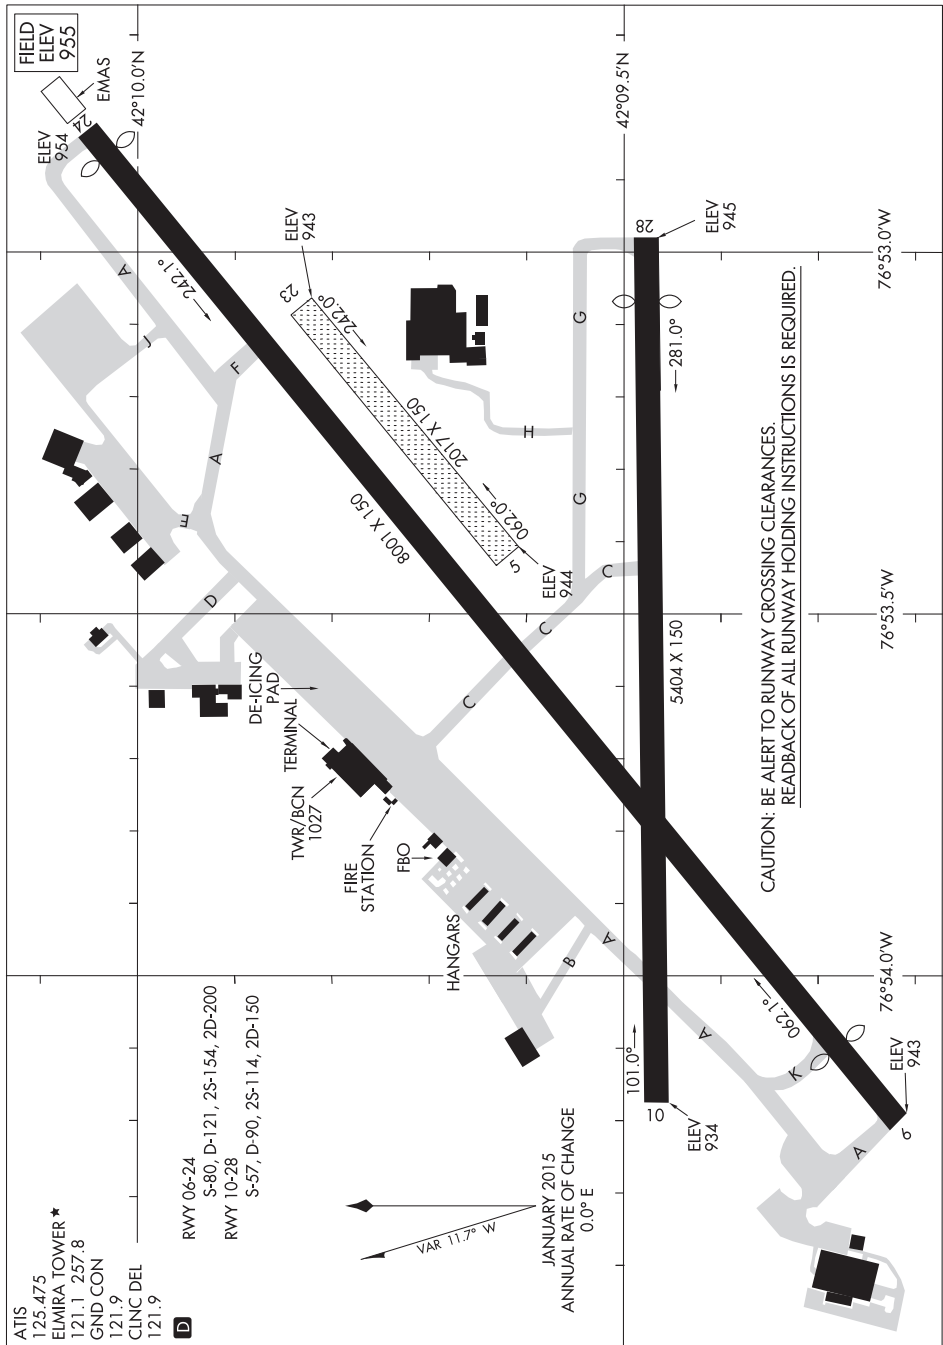 ATIS
125.475
ELMIRA TOWER ★
121.1 257.8
GND CON
121.9
CLNC DEL
121.9
D
RWY 06-24
S-80, D-121, 2S-154, 2D-200
RWY 10-28
S-57, D-90, 2S-114, 2D-150
JANUARY 2015
ANNUAL RATE OF CHANGE
0.0° E
VAR 11.7° W
FIELD
ELEV
955
EMAS
ELEV
954
24
42°10.0'N
A
242.1°
J
F
A
E
D
DE-ICING
PAD
TERMINAL
TWR/BCN
1027
FIRE
STATION
FBO
HANGARS
B
A
A
K
A
6
ELEV
943
062.1°
8001 X 150
ELEV
943
23
242.0°
2017 X 150
062.0°
5
ELEV
944
H
G
G
C
C
C
42°09.5'N
28
ELEV
945
281.0°
5404 X 150
101.0°
10
ELEV
934
76°54.0'W
76°53.5'W
76°53.0'W
CAUTION: BE ALERT TO RUNWAY CROSSING CLEARANCES.
READBACK OF ALL RUNWAY HOLDING INSTRUCTIONS IS REQUIRED.